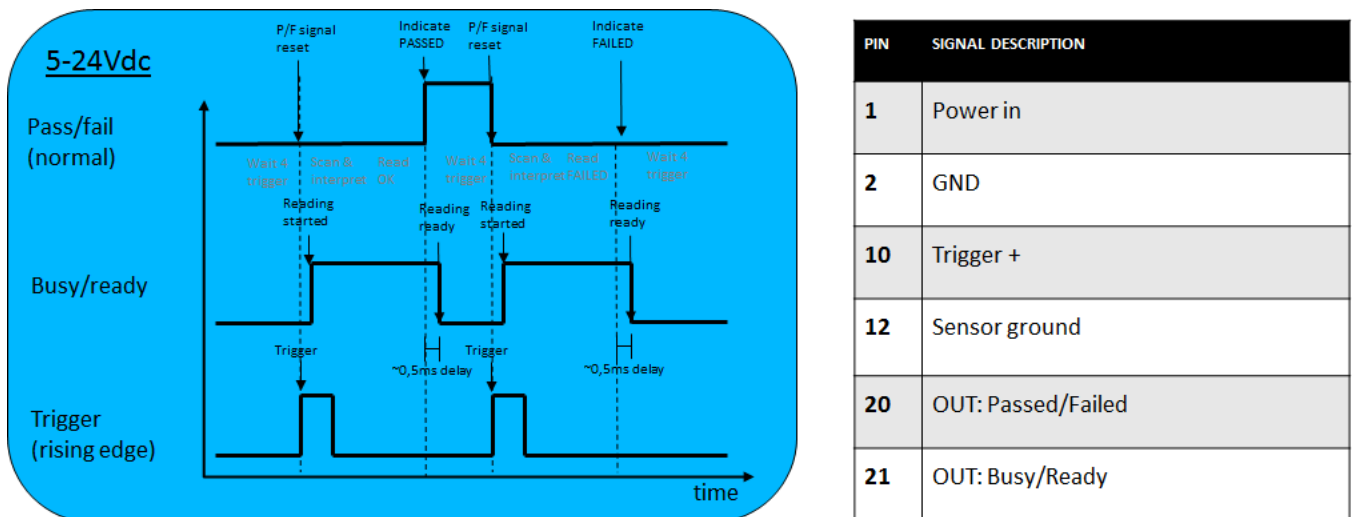 5-24Vdc
P/F signal
reset
Indicate
PASSED
P/F signal
reset
Indicate
FAILED
Pass/fail
(normal)
Wait 4
trigger
Scan &
interpret
Read
OK
Wait 4
trigger
Scan &
interpret
Read
FAILED
Wait 4
trigger
Reading
started
Reading
ready
Reading
started
Reading
ready
Busy/ready
Trigger
~0,5ms delay
Trigger
~0,5ms delay
Trigger
(rising edge)
time
PIN SIGNAL DESCRIPTION
1 Power in
2 GND
10 Trigger +
12 Sensor ground
20 OUT: Passed/Failed
21 OUT: Busy/Ready